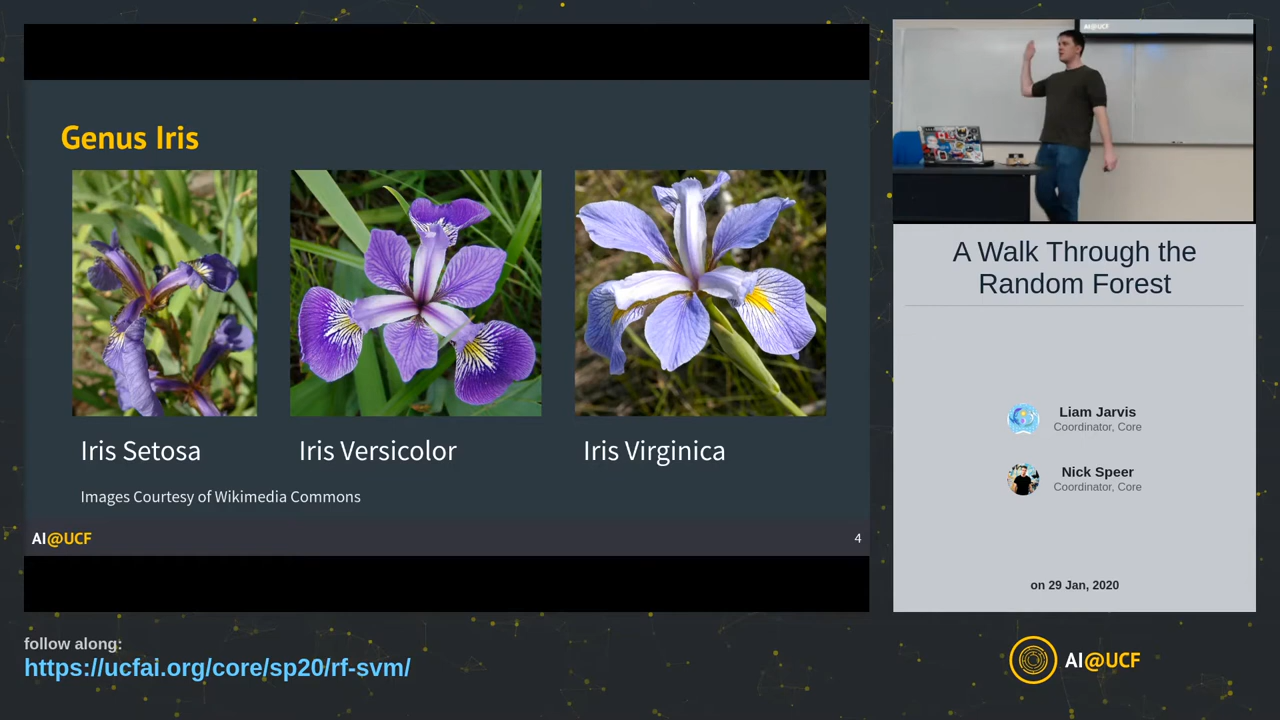 Genus Iris
Iris Setosa
Iris Versicolor
Iris Virginica
Images Courtesy of Wikimedia Commons
AI@UCF
4
AI@UCF
A Walk Through the
Random Forest
Liam Jarvis
Coordinator, Core
Nick Speer
Coordinator, Core
on 29 Jan, 2020
follow along:
https://ucfai.org/core/sp20/rf-svm/
AI@UCF